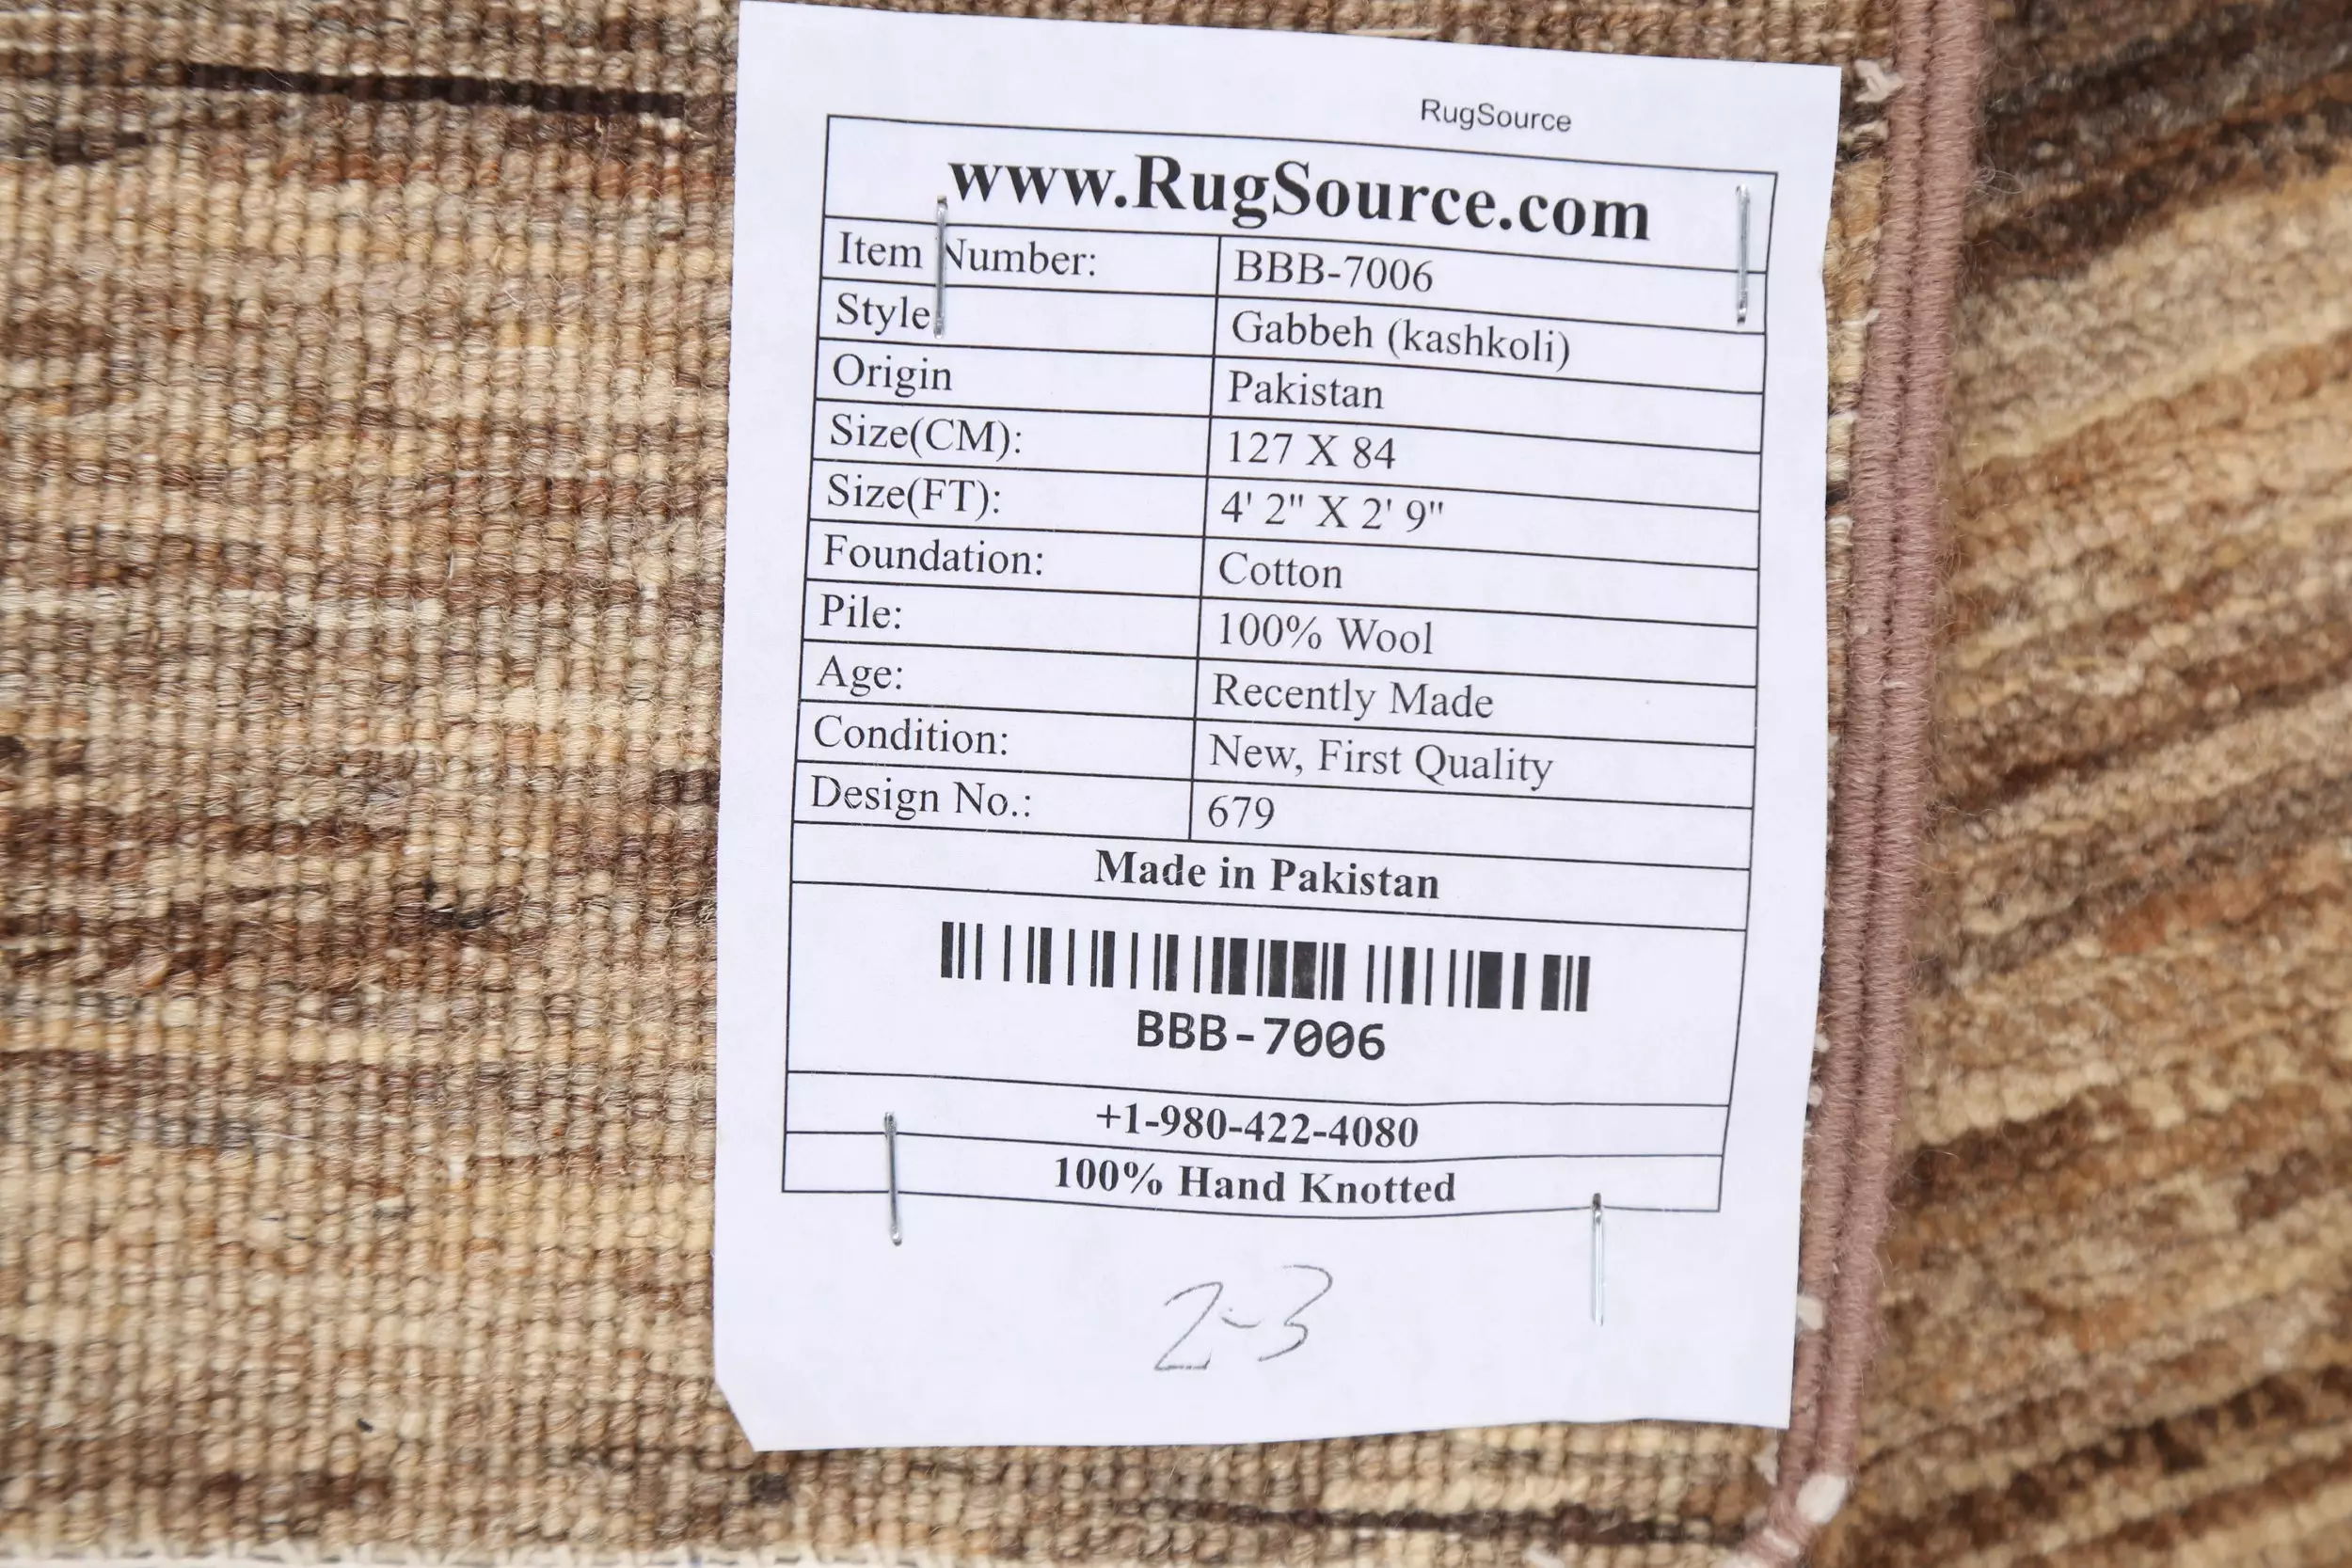 RugSource
www.RugSource.com
Item Number: BBB-7006
Style: Gabbeh (kashkoli)
Origin Pakistan
Size(CM): 127 X 84
Size(FT): 4' 2" X 2' 9"
Foundation: Cotton
Pile: 100% Wool
Age: Recently Made
Condition: New, First Quality
Design No.: 679
Made in Pakistan
BBB-7006
+1-980-422-4080
100% Hand Knotted
2-3